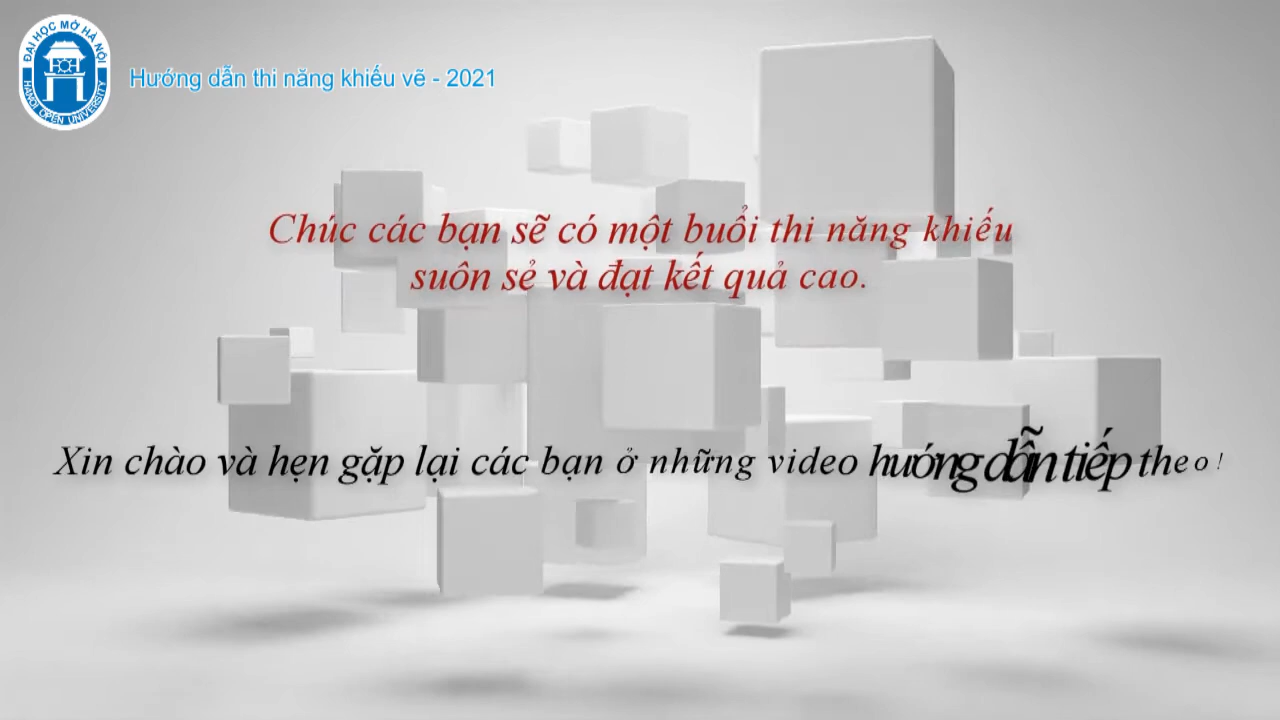 ĐẠI HỌC MỞ HÀ NỘI
HANOI OPEN UNIVERSITY
Hướng dẫn thi năng khiếu vẽ - 2021
Chúc các bạn sẽ có một buổi thi năng khiếu
suôn sẻ và đạt kết quả cao.
Xin chào và hẹn gặp lại các bạn ở những video hướng dẫn tiếp theo!